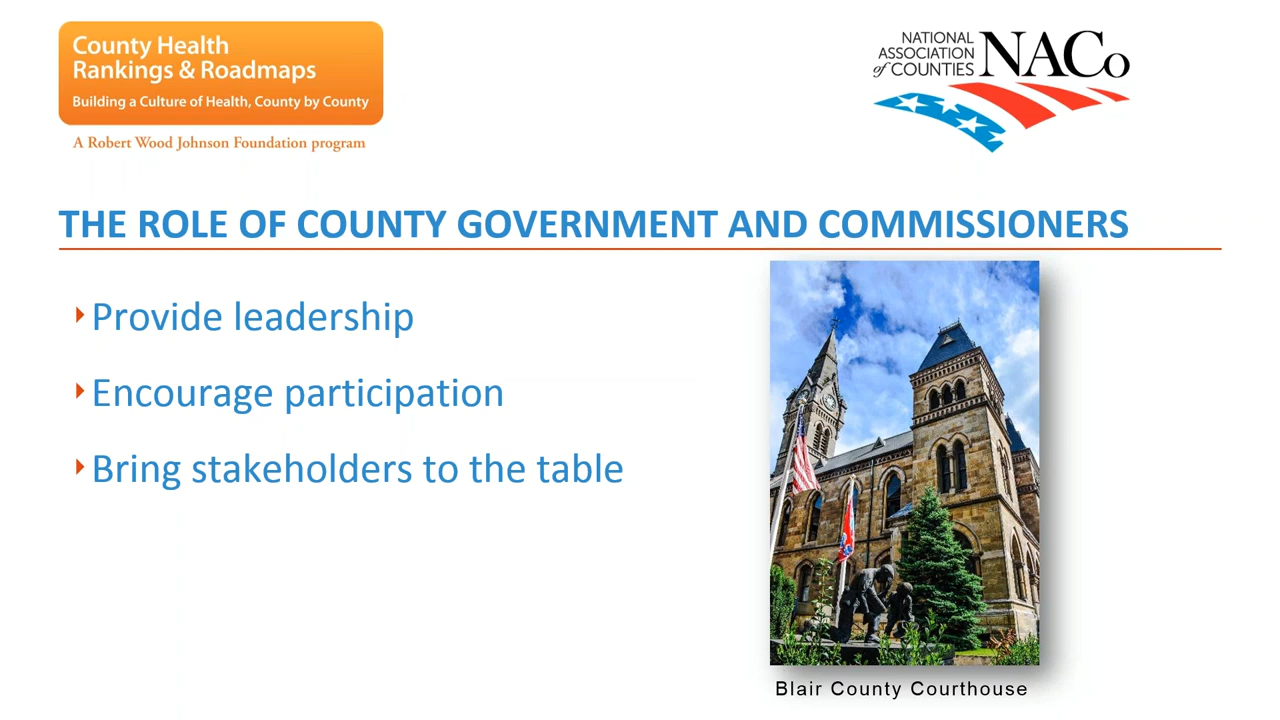 County Health
Rankings & Roadmaps
Building a Culture of Health, County by County
A Robert Wood Johnson Foundation program
NATIONAL
ASSOCIATION
of COUNTIES
NACo
THE ROLE OF COUNTY GOVERNMENT AND COMMISSIONERS
Provide leadership
Encourage participation
Bring stakeholders to the table
Blair County Courthouse